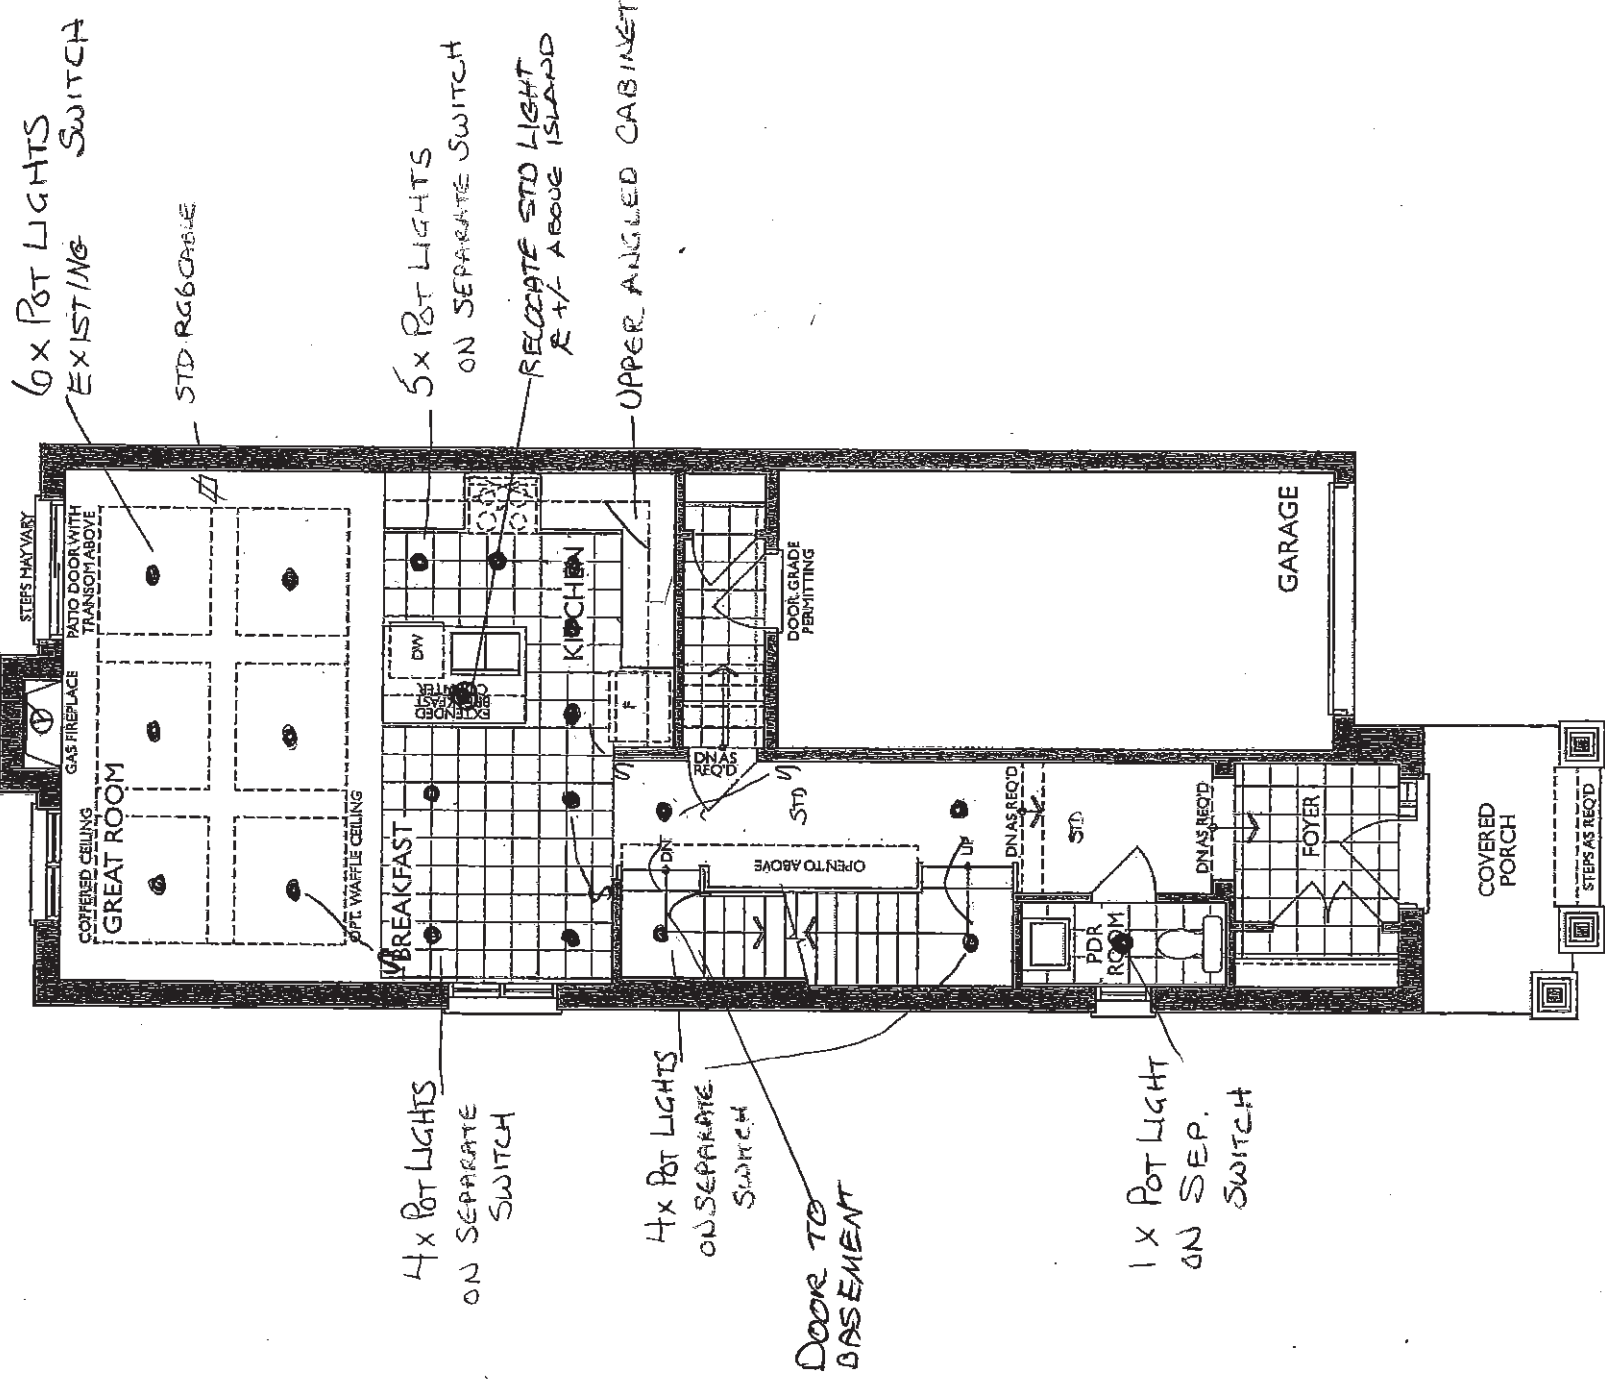 6x POT LIGHTS
EXISTING SWITCH
STD RG6 CABLE
5x POT LIGHTS
ON SEPARATE SWITCH
RELOCATE STD LIGHT
+/- ABOVE ISLAND
UPPER ANGLED CABINET
STEPS MAY VARY
PATIO DOOR WITH
TRANSOM ABOVE
GAS FIREPLACE
COFFERED CEILING
GREAT ROOM
OPT. WAFFLE CEILING
DW
EXTENDED
BREAKFAST
COUNTER
KITCHEN
F
S
BREAKFAST
S
S
S
DN AS
REQ'D
DOOR GRADE
PERMITTING
GARAGE
DN
STD
OPEN TO ABOVE
UP
DN AS REQ'D
STD
DN AS REQ'D
PDR
ROOM
FOYER
COVERED
PORCH
STEPS AS REQ'D
4x POT LIGHTS
ON SEPARATE
SWITCH
4x POT LIGHTS
ON SEPARATE
SWITCH
DOOR TO
BASEMENT
1 x POT LIGHT
ON SEP.
SWITCH